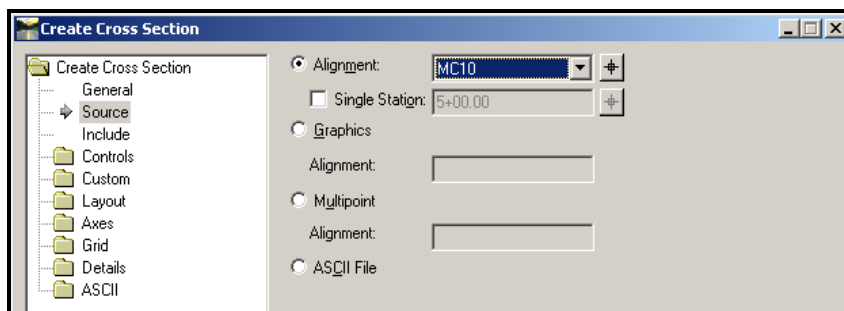 Create Cross Section
Create Cross Section
General
Source
Include
Controls
Custom
Layout
Axes
Grid
Details
ASCII
Alignment: MC10
Single Station: 5+00.00
Graphics
Alignment:
Multipoint
Alignment:
ASCII File